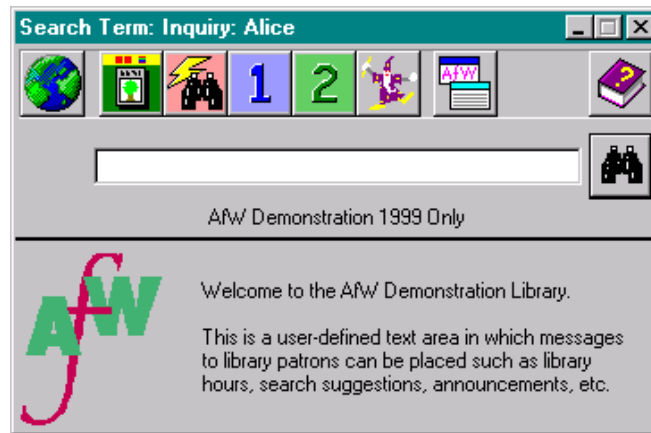 Search Term: Inquiry: Alice
1 2 AfW ?
AfW Demonstration 1999 Only
AfW
Welcome to the AfW Demonstration Library.
This is a user-defined text area in which messages
to library patrons can be placed such as library
hours, search suggestions, announcements, etc.